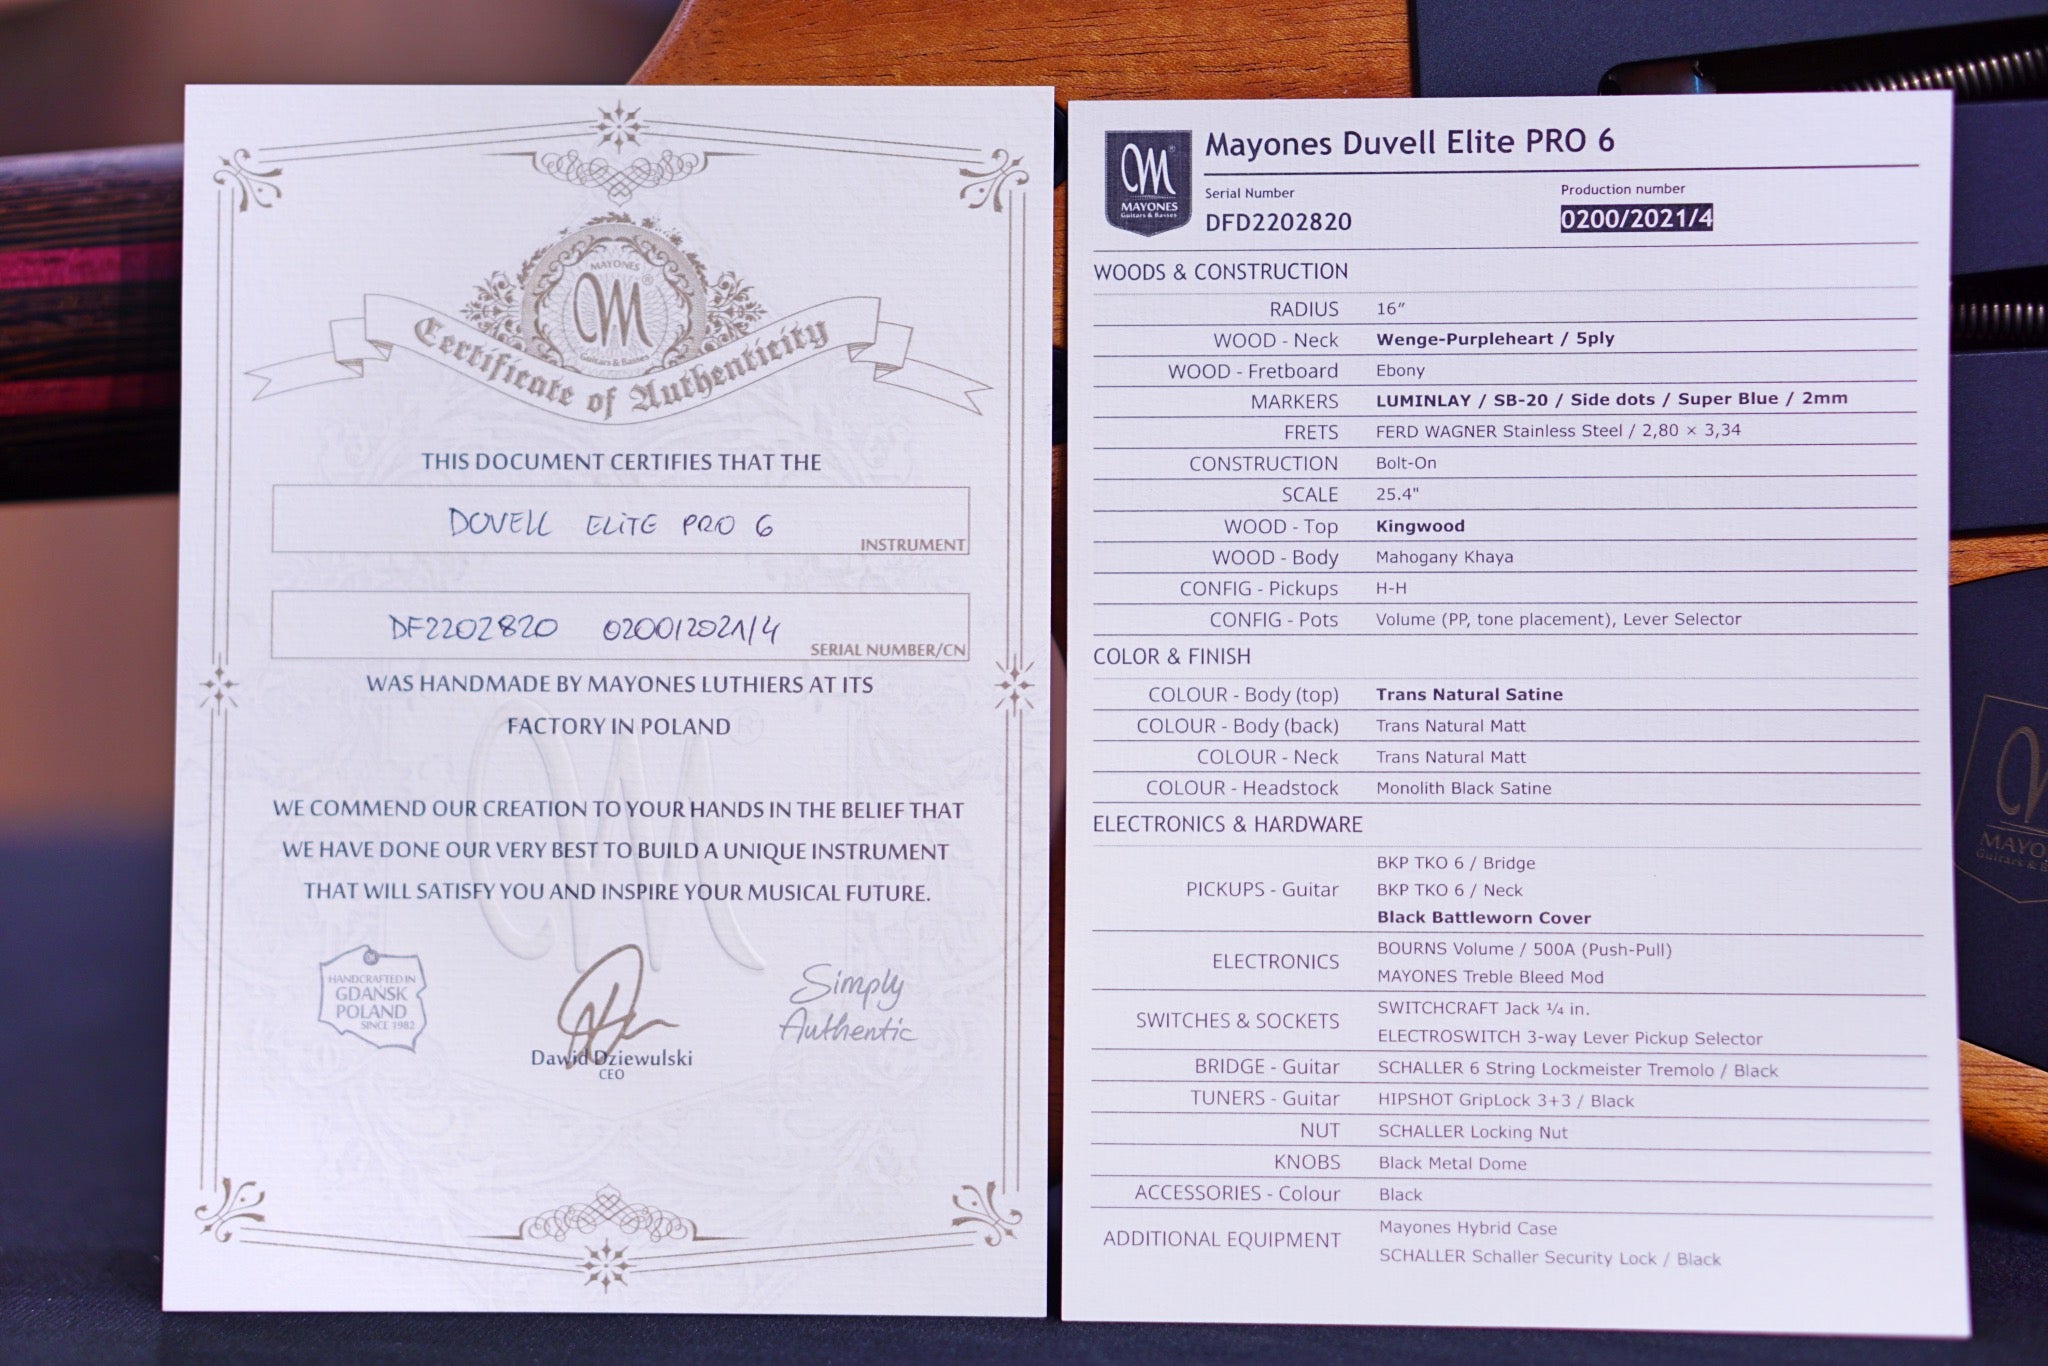 MAYONES
M®
Guitars & Basses
Certificate of Authenticity
THIS DOCUMENT CERTIFIES THAT THE
DUVELL ELITE PRO 6
INSTRUMENT
DF2202820 0200/2021/4
SERIAL NUMBER/CN
WAS HANDMADE BY MAYONES LUTHIERS AT ITS
FACTORY IN POLAND
WE COMMEND OUR CREATION TO YOUR HANDS IN THE BELIEF THAT
WE HAVE DONE OUR VERY BEST TO BUILD A UNIQUE INSTRUMENT
THAT WILL SATISFY YOU AND INSPIRE YOUR MUSICAL FUTURE.
HANDCRAFTED IN
GDAŃSK
POLAND
SINCE 1982
Dawid Dziewulski
CEO
Simply
Authentic
M®
MAYONES
Guitars & Basses
Mayones Duvell Elite PRO 6
Serial Number Production number
DFD2202820 0200/2021/4
WOODS & CONSTRUCTION
RADIUS 16″
WOOD - Neck Wenge-Purpleheart / 5ply
WOOD - Fretboard Ebony
MARKERS LUMINLAY / SB-20 / Side dots / Super Blue / 2mm
FRETS FERD WAGNER Stainless Steel / 2,80 × 3,34
CONSTRUCTION Bolt-On
SCALE 25.4"
WOOD - Top Kingwood
WOOD - Body Mahogany Khaya
CONFIG - Pickups H-H
CONFIG - Pots Volume (PP, tone placement), Lever Selector
COLOR & FINISH
COLOUR - Body (top) Trans Natural Satine
COLOUR - Body (back) Trans Natural Matt
COLOUR - Neck Trans Natural Matt
COLOUR - Headstock Monolith Black Satine
ELECTRONICS & HARDWARE
BKP TKO 6 / Bridge
PICKUPS - Guitar BKP TKO 6 / Neck
Black Battleworn Cover
ELECTRONICS BOURNS Volume / 500A (Push-Pull)
MAYONES Treble Bleed Mod
SWITCHES & SOCKETS SWITCHCRAFT Jack ¼ in.
ELECTROSWITCH 3-way Lever Pickup Selector
BRIDGE - Guitar SCHALLER 6 String Lockmeister Tremolo / Black
TUNERS - Guitar HIPSHOT GripLock 3+3 / Black
NUT SCHALLER Locking Nut
KNOBS Black Metal Dome
ACCESSORIES - Colour Black
ADDITIONAL EQUIPMENT Mayones Hybrid Case
SCHALLER Schaller Security Lock / Black